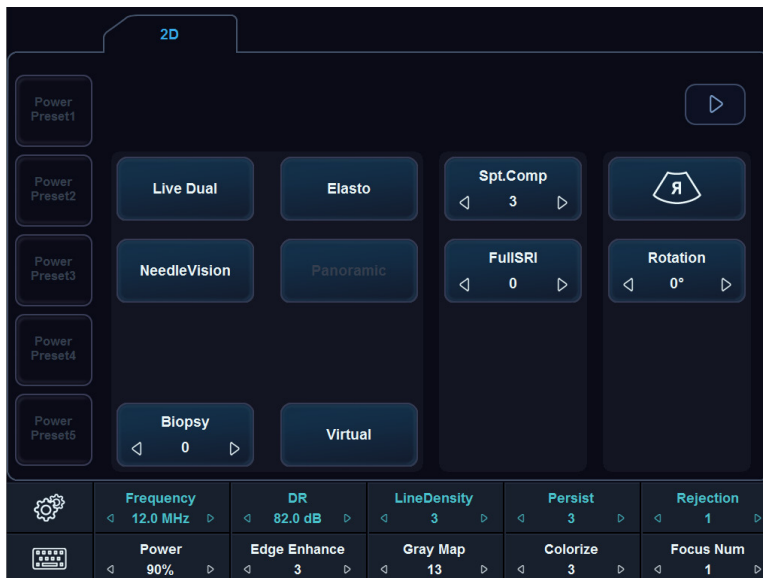 2D
Power
Preset1
Power
Preset2
Live Dual
Elasto
Spt.Comp
3
Я
Power
Preset3
NeedleVision
Panoramic
FullSRI
0
Rotation
0°
Power
Preset4
Power
Preset5
Biopsy
0
Virtual
Frequency
12.0 MHz
DR
82.0 dB
LineDensity
3
Persist
3
Rejection
1
Power
90%
Edge Enhance
3
Gray Map
13
Colorize
3
Focus Num
1